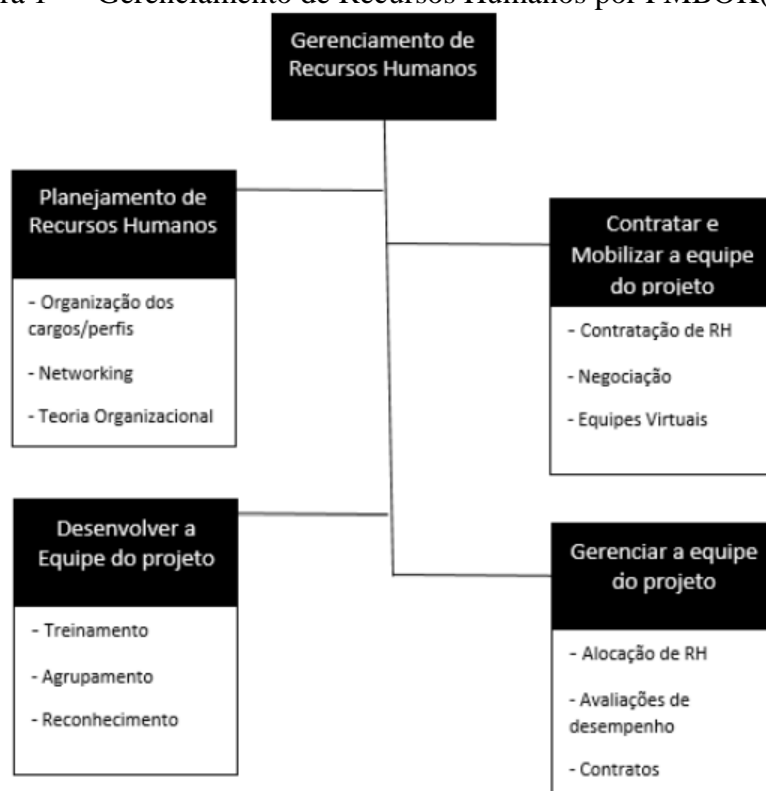 Gerenciamento de Recursos Humanos por PMBOK(
Gerenciamento de
Recursos Humanos
Planejamento de
Recursos Humanos
- Organização dos
cargos/perfis
- Networking
- Teoria Organizacional
Contratar e
Mobilizar a equipe
do projeto
- Contratação de RH
- Negociação
- Equipes Virtuais
Desenvolver a
Equipe do projeto
- Treinamento
- Agrupamento
- Reconhecimento
Gerenciar a equipe
do projeto
- Alocação de RH
- Avaliações de
desempenho
- Contratos